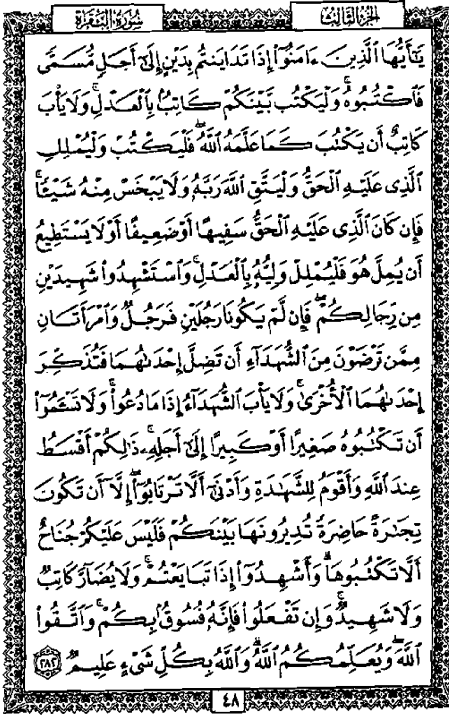 الجزء الثالث
سورة البقرة
يَـٰٓأَيُّهَا ٱلَّذِينَ ءَامَنُوٓا۟ إِذَا تَدَايَنتُم بِدَيْنٍ إِلَىٰٓ أَجَلٍ مُّسَمًّى
فَٱكْتُبُوهُ ۚ وَلْيَكْتُب بَّيْنَكُمْ كَاتِبٌۢ بِٱلْعَدْلِ ۚ وَلَا يَأْبَ
كَاتِبٌ أَن يَكْتُبَ كَمَا عَلَّمَهُ ٱللَّهُ ۚ فَلْيَكْتُبْ وَلْيُمْلِلِ
ٱلَّذِى عَلَيْهِ ٱلْحَقُّ وَلْيَتَّقِ ٱللَّهَ رَبَّهُۥ وَلَا يَبْخَسْ مِنْهُ شَيْـًٔا ۚ
فَإِن كَانَ ٱلَّذِى عَلَيْهِ ٱلْحَقُّ سَفِيهًا أَوْ ضَعِيفًا أَوْ لَا يَسْتَطِيعُ
أَن يُمِلَّ هُوَ فَلْيُمْلِلْ وَلِيُّهُۥ بِٱلْعَدْلِ ۚ وَٱسْتَشْهِدُوا۟ شَهِيدَيْنِ
مِن رِّجَالِكُمْ ۖ فَإِن لَّمْ يَكُونَا رَجُلَيْنِ فَرَجُلٌ وَٱمْرَأَتَانِ
مِمَّن تَرْضَوْنَ مِنَ ٱلشُّهَدَآءِ أَن تَضِلَّ إِحْدَىٰهُمَا فَتُذَكِّرَ
إِحْدَىٰهُمَا ٱلْأُخْرَىٰ ۚ وَلَا يَأْبَ ٱلشُّهَدَآءُ إِذَا مَا دُعُوا۟ ۚ وَلَا تَسْـَٔمُوٓا۟
أَن تَكْتُبُوهُ صَغِيرًا أَوْ كَبِيرًا إِلَىٰٓ أَجَلِهِۦ ۚ ذَٰلِكُمْ أَقْسَطُ
عِندَ ٱللَّهِ وَأَقْوَمُ لِلشَّهَـٰدَةِ وَأَدْنَىٰٓ أَلَّا تَرْتَابُوٓا۟ ۖ إِلَّآ أَن تَكُونَ
تِجَـٰرَةً حَاضِرَةً تُدِيرُونَهَا بَيْنَكُمْ فَلَيْسَ عَلَيْكُمْ جُنَاحٌ
أَلَّا تَكْتُبُوهَا ۗ وَأَشْهِدُوٓا۟ إِذَا تَبَايَعْتُمْ ۚ وَلَا يُضَآرَّ كَاتِبٌ
وَلَا شَهِيدٌ ۚ وَإِن تَفْعَلُوا۟ فَإِنَّهُۥ فُسُوقٌۢ بِكُمْ ۗ وَٱتَّقُوا۟
ٱللَّهَ ۖ وَيُعَلِّمُكُمُ ٱللَّهُ ۗ وَٱللَّهُ بِكُلِّ شَىْءٍ عَلِيمٌ ٢٨٢
٤٨